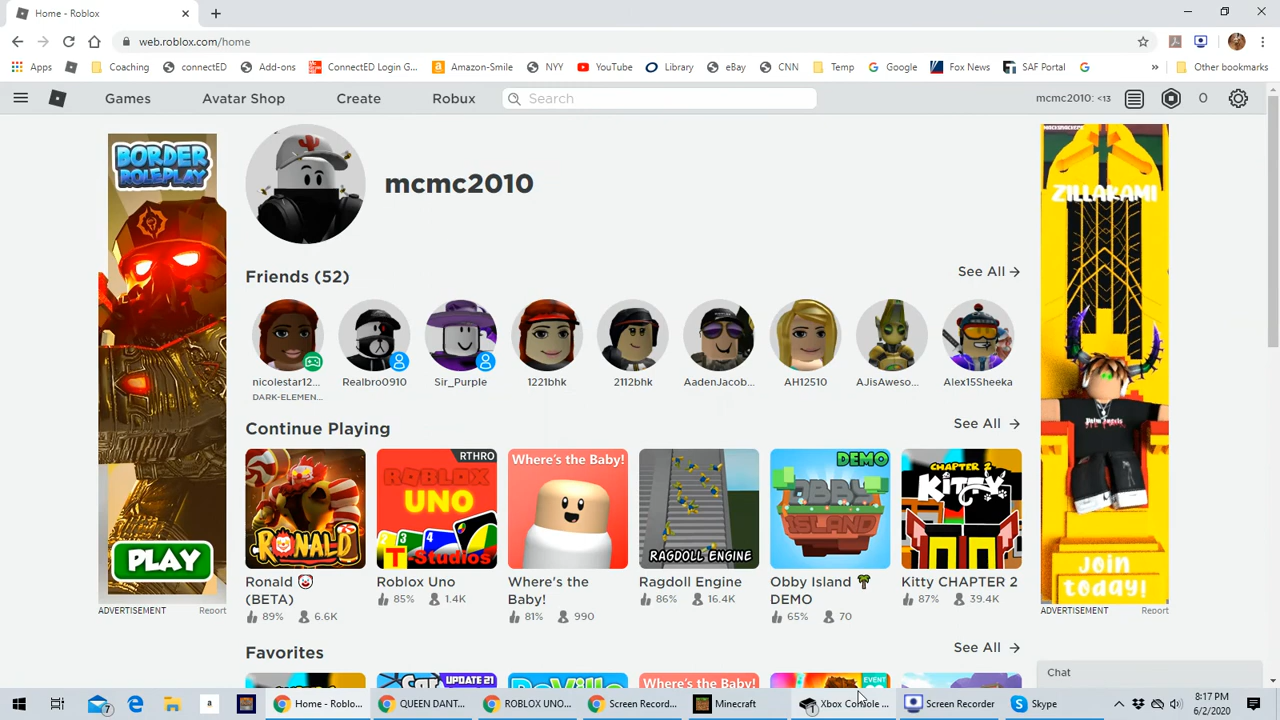 Home - Roblox
web.roblox.com/home
Apps
Coaching
connectED
Add-ons
ConnectED Login G...
Amazon-Smile
NYY
YouTube
Library
eBay
CNN
Temp
Google
Fox News
SAF Portal
»
Other bookmarks
Games
Avatar Shop
Create
Robux
Search
mcmc2010: <13
0
BORDER
ROLEPLAY
PLAY
ADVERTISEMENT
Report
mcmc2010
Friends (52)
See All →
nicolestar12...
DARK-ELEMEN...
Realbro0910
Sir_Purple
1221bhk
2112bhk
AadenJacob...
AH12510
AJisAweso...
Alex15Sheeka
Continue Playing
See All →
RONALD
RTHRO
ROBLOX
UNO
2 3 4
T Studios
Where's the Baby!
RAGDOLL ENGINE
DEMO
OBBY
ISLAND
CHAPTER 2
KITTY
Ronald 🤡
(BETA)
89% 6.6K
Roblox Uno
85% 1.4K
Where's the
Baby!
81% 990
Ragdoll Engine
86% 16.4K
Obby Island 🌴
DEMO
65% 70
Kitty CHAPTER 2
87% 39.4K
Favorites
See All →
UPDATE 21
Where's the Baby!
EVENT
ZILLAKAMI
Palm Angels
Join
today!
ADVERTISEMENT
Report
Chat
7
a
Home - Roblo...
QUEEN DANT...
ROBLOX UNO...
Screen Record...
Minecraft
Xbox Console ...
Screen Recorder
Skype
8:17 PM
6/2/2020